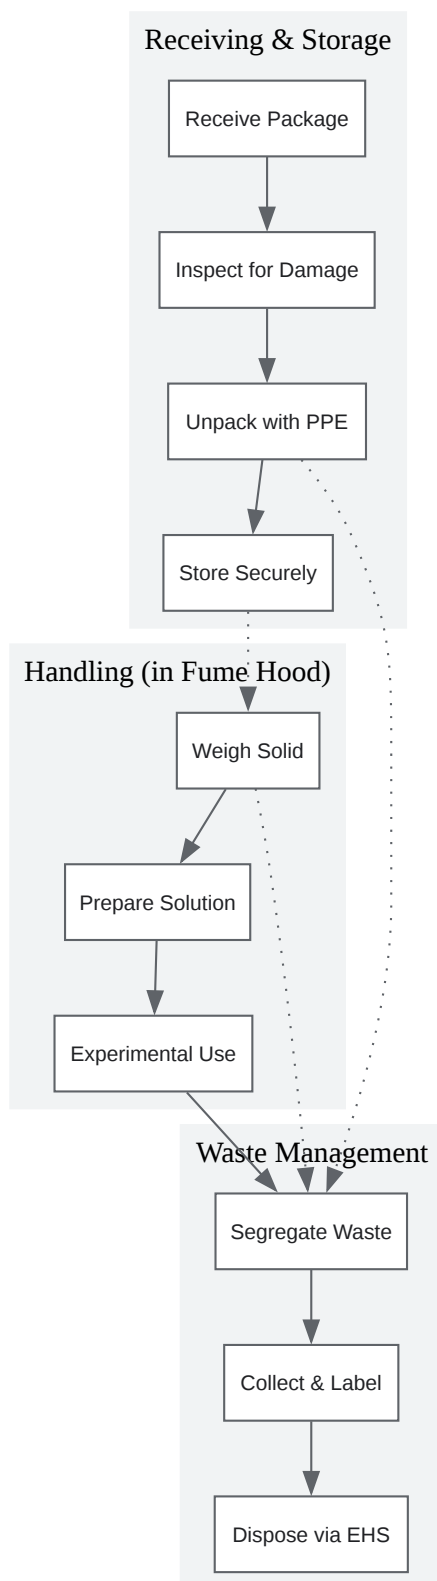 Receiving & Storage
Receive Package
Inspect for Damage
Unpack with PPE
Store Securely
Handling (in Fume Hood)
Weigh Solid
Prepare Solution
Experimental Use
Waste Management
Segregate Waste
Collect & Label
Dispose via EHS